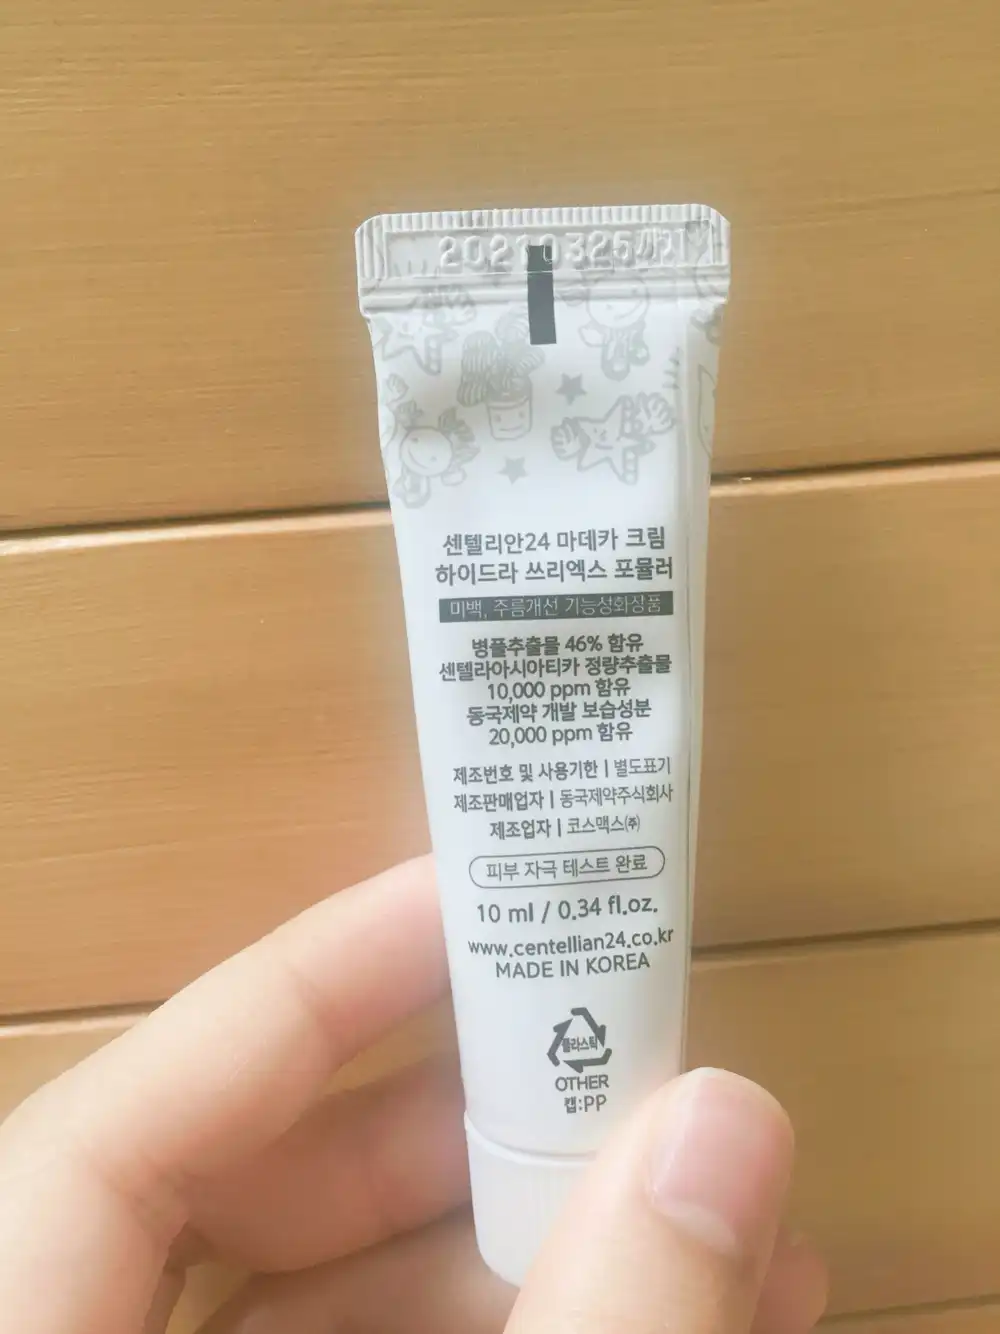 20210325까21
센텔리안24 마데카 크림
하이드라 쓰리엑스 포뮬러
미백, 주름개선 기능성화장품
병풀추출물 46% 함유
센텔라아시아티카 정량추출물
10,000 ppm 함유
동국제약 개발 보습성분
20,000 ppm 함유
제조번호 및 사용기한 | 별도표기
제조판매업자 | 동국제약주식회사
제조업자 | 코스맥스㈜
피부 자극 테스트 완료
10 ml / 0.34 fl.oz.
www.centellian24.co.kr
MADE IN KOREA
플라스틱
OTHER
캡:PP